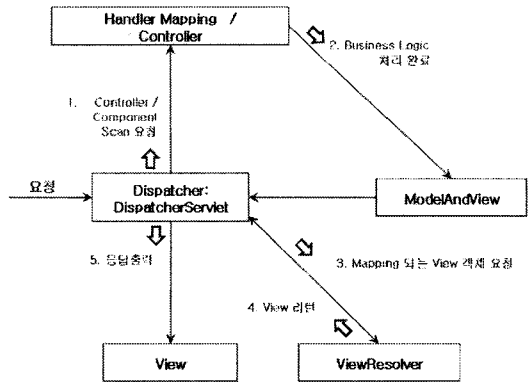 Handler Mapping /
Controller
2. Business Logic
처리 완료
1. Controller /
Component
Scan 요청
요청
Dispatcher:
DispatcherServlet
ModelAndView
5. 응답출력
3. Mapping 되는 View 객체 요청
4. View 리턴
View
ViewResolver